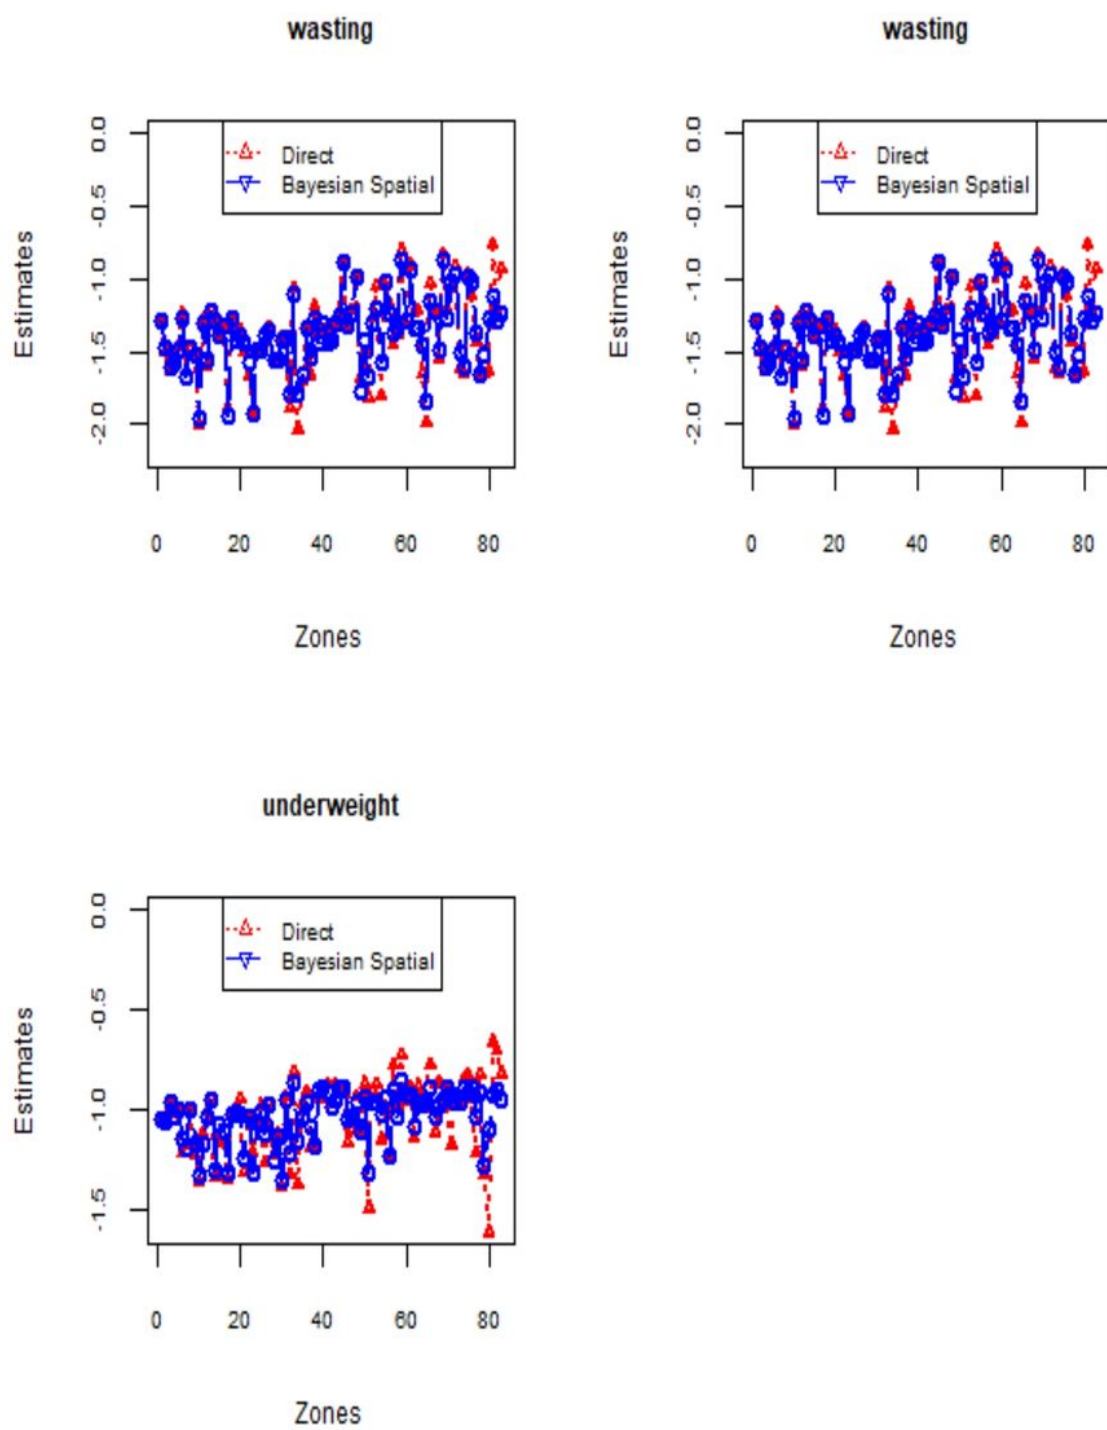 wasting
wasting
0.0
-0.5
-1.0
-1.5
-2.0
Estimates
Direct
Bayesian Spatial
0 20 40 60 80
Zones
0.0
-0.5
-1.0
-1.5
-2.0
Estimates
Direct
Bayesian Spatial
0 20 40 60 80
Zones
underweight
0.0
-0.5
-1.0
-1.5
Estimates
Direct
Bayesian Spatial
0 20 40 60 80
Zones